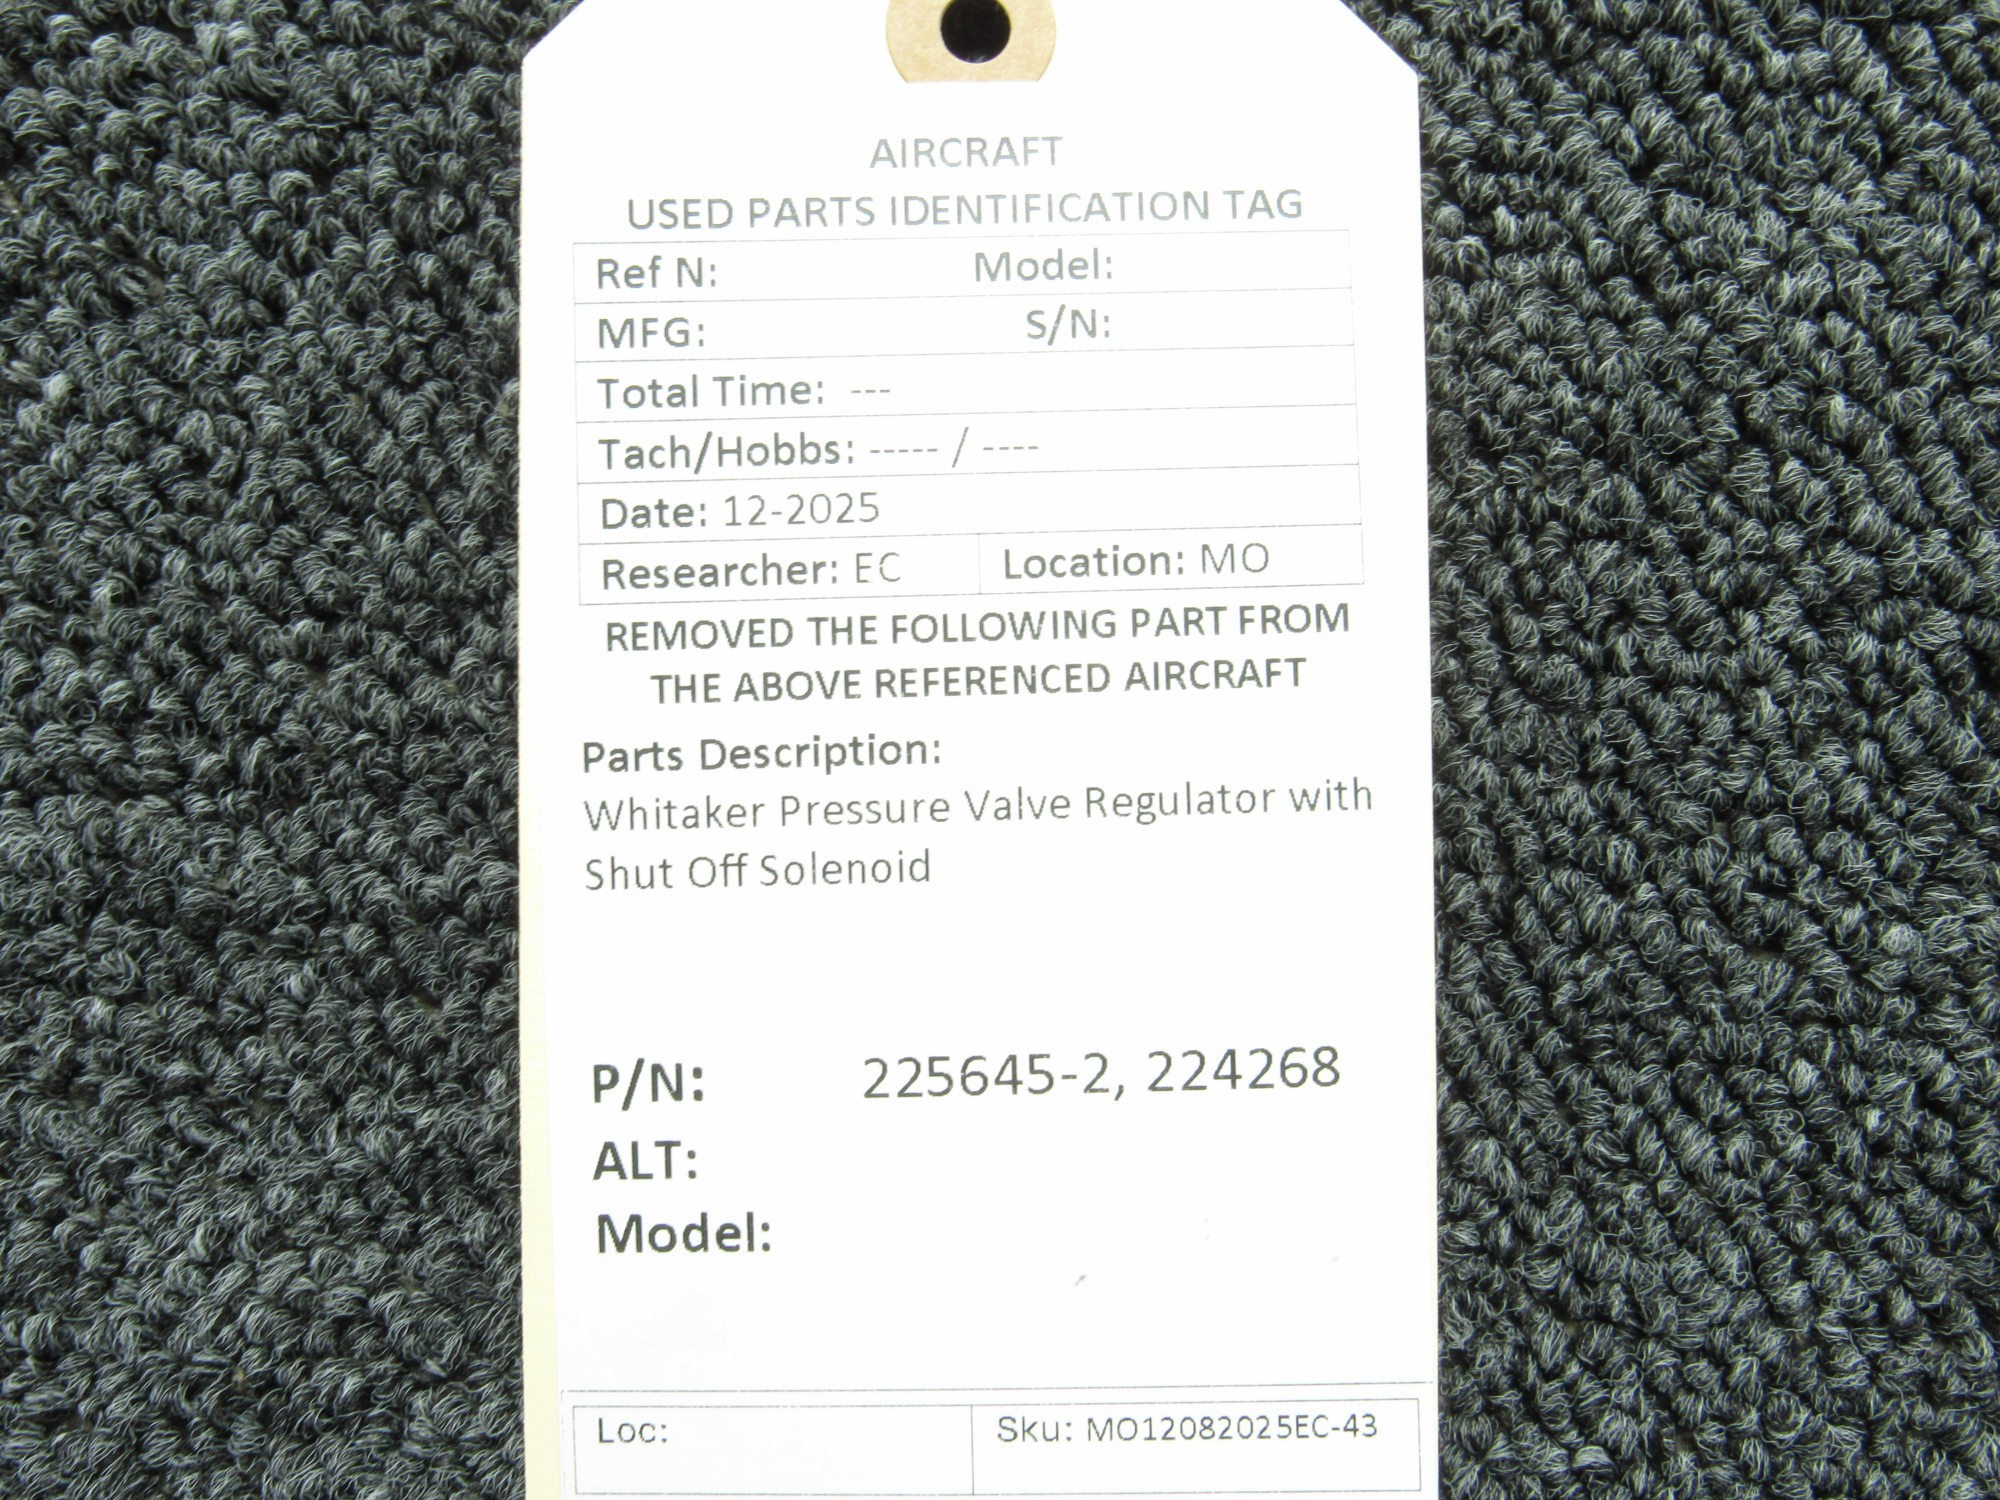 AIRCRAFT
USED PARTS IDENTIFICATION TAG
Ref N: Model:
MFG: S/N:
Total Time: ---
Tach/Hobbs: ----- / ----
Date: 12-2025
Researcher: EC Location: MO
REMOVED THE FOLLOWING PART FROM
THE ABOVE REFERENCED AIRCRAFT
Parts Description:
Whitaker Pressure Valve Regulator with
Shut Off Solenoid
P/N: 225645-2, 224268
ALT:
Model:
Loc: Sku: MO12082025EC-43